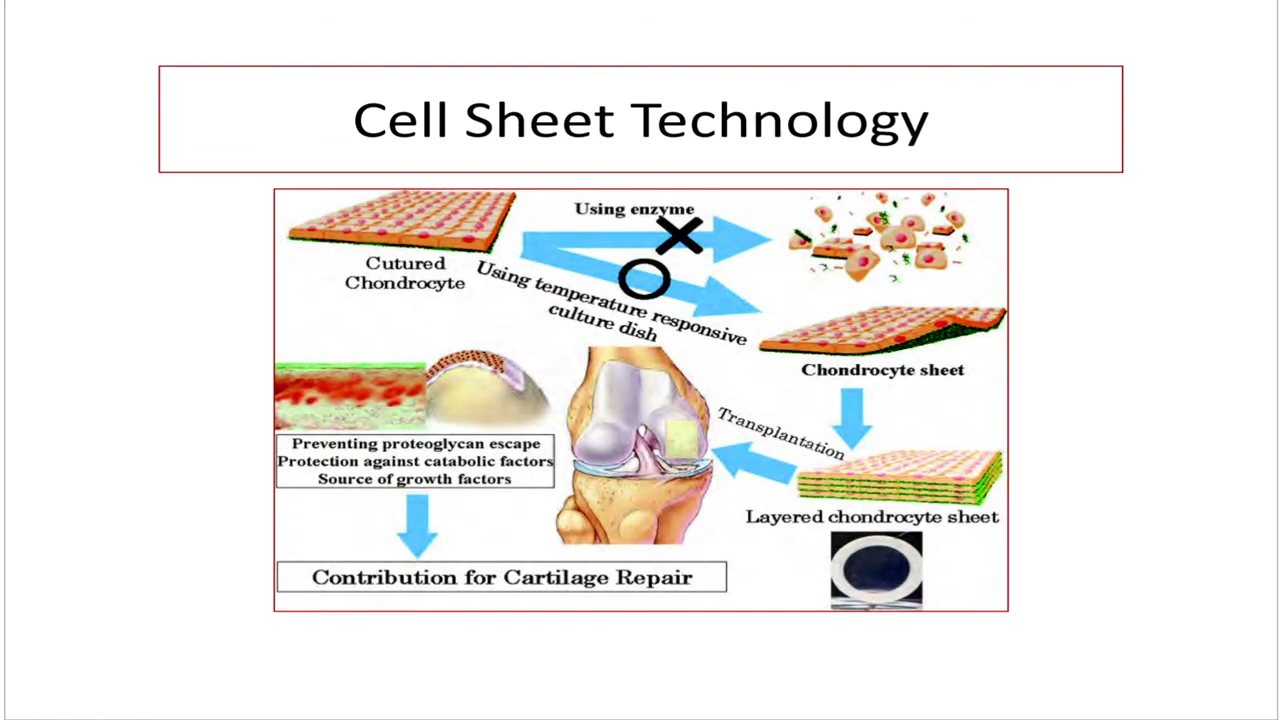 Cell Sheet Technology
Using enzyme
Cutured
Chondrocyte
Using temperature responsive
culture dish
Chondrocyte sheet
Transplantation
Layered chondrocyte sheet
Preventing proteoglycan escape
Protection against catabolic factors
Source of growth factors
Contribution for Cartilage Repair